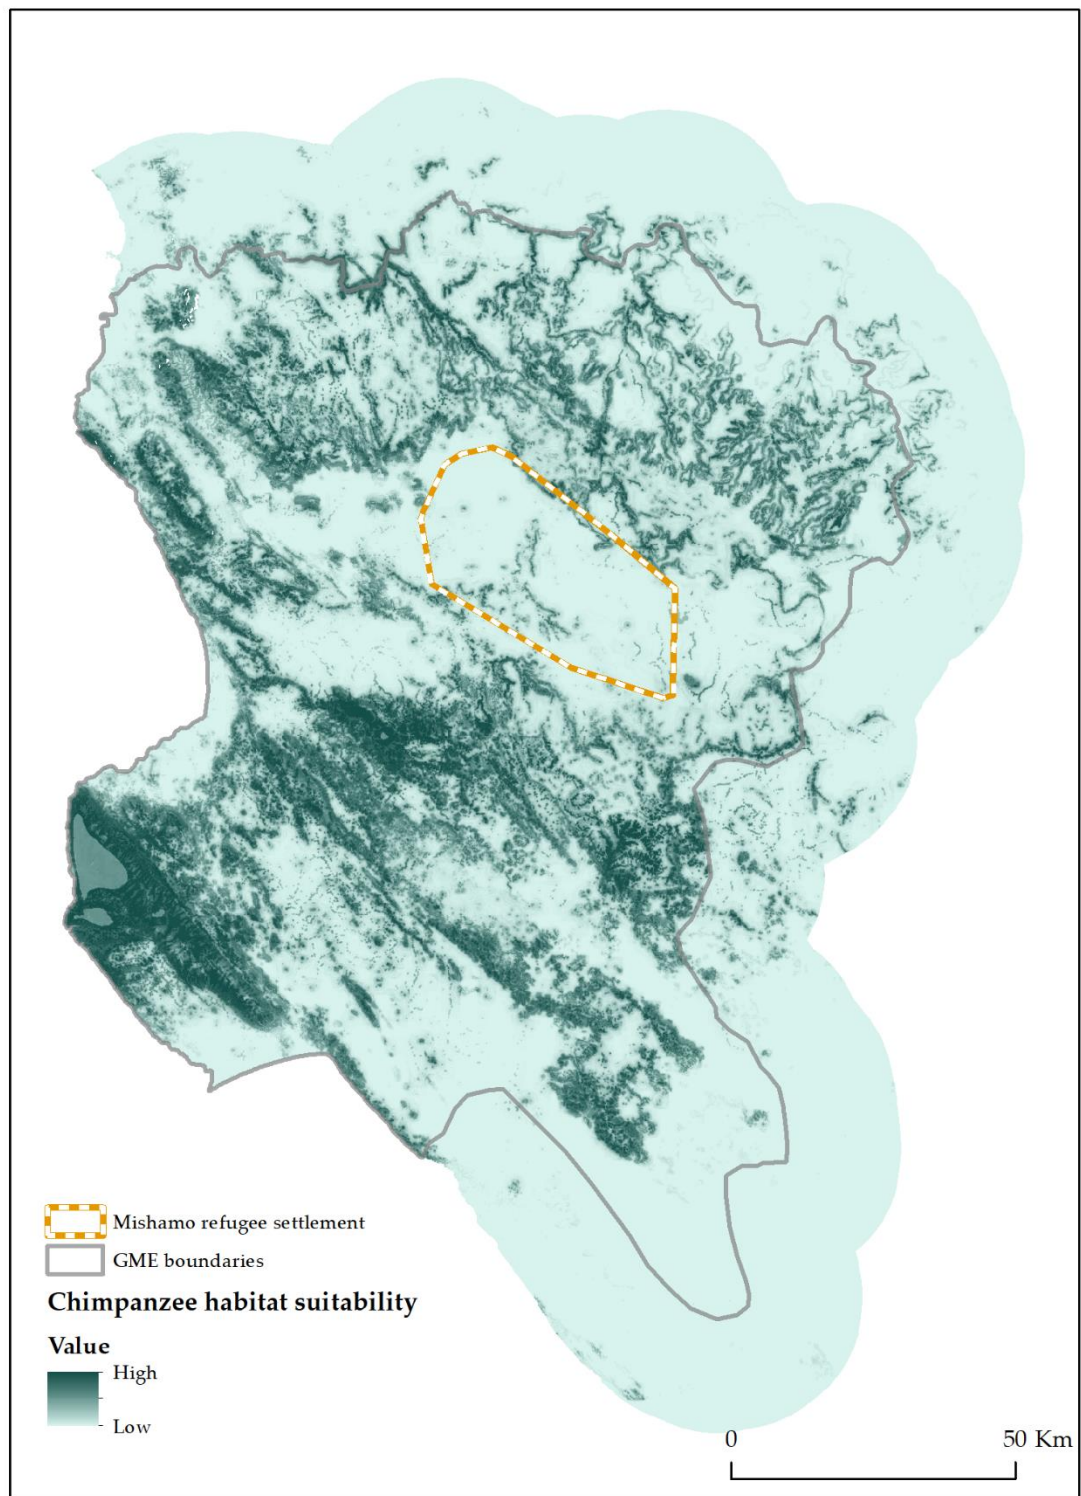 Mishamo refugee settlement
GME boundaries
Chimpanzee habitat suitability
Value
High
Low
0 50 Km